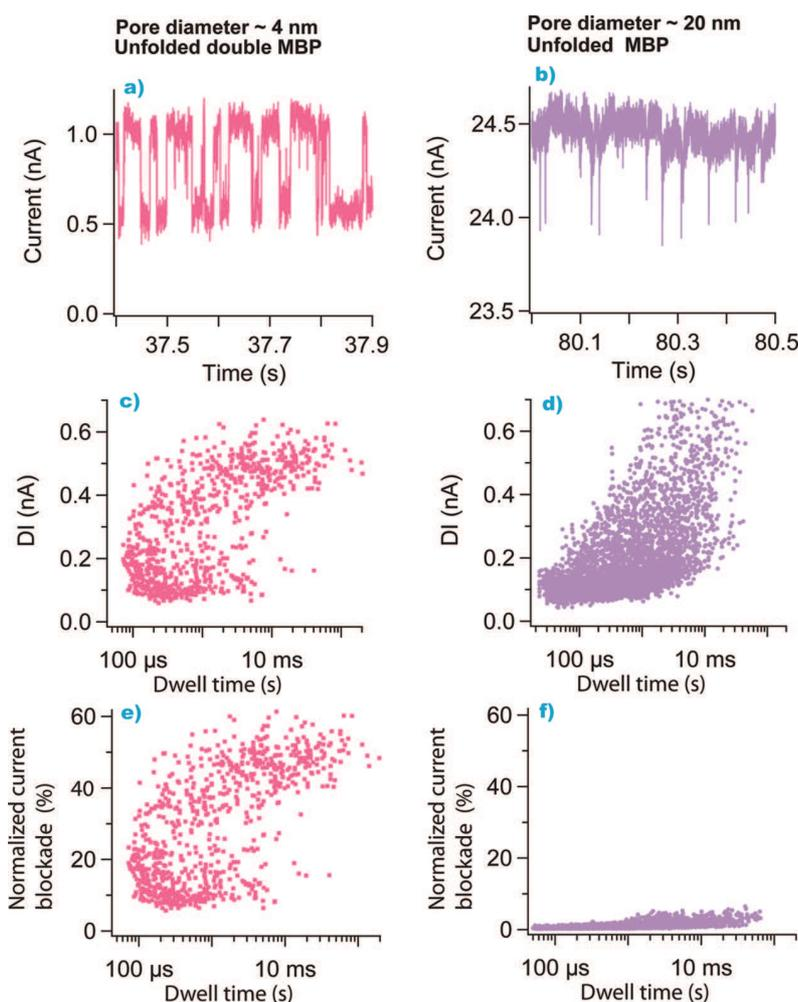 Pore diameter ~ 4 nm
Unfolded double MBP
Pore diameter ~ 20 nm
Unfolded MBP
a)
Current (nA)
1.0
0.5
0.0
37.5 37.7 37.9
Time (s)
b)
Current (nA)
24.5
24.0
23.5
80.1 80.3 80.5
Time (s)
c)
DI (nA)
0.6
0.4
0.2
0.0
100 µs 10 ms
Dwell time (s)
d)
DI (nA)
0.6
0.4
0.2
0.0
100 µs 10 ms
Dwell time (s)
e)
Normalized current
blockade (%)
60
40
20
0
100 µs 10 ms
Dwell time (s)
f)
Normalized current
blockade (%)
60
40
20
0
100 µs 10 ms
Dwell time (s)